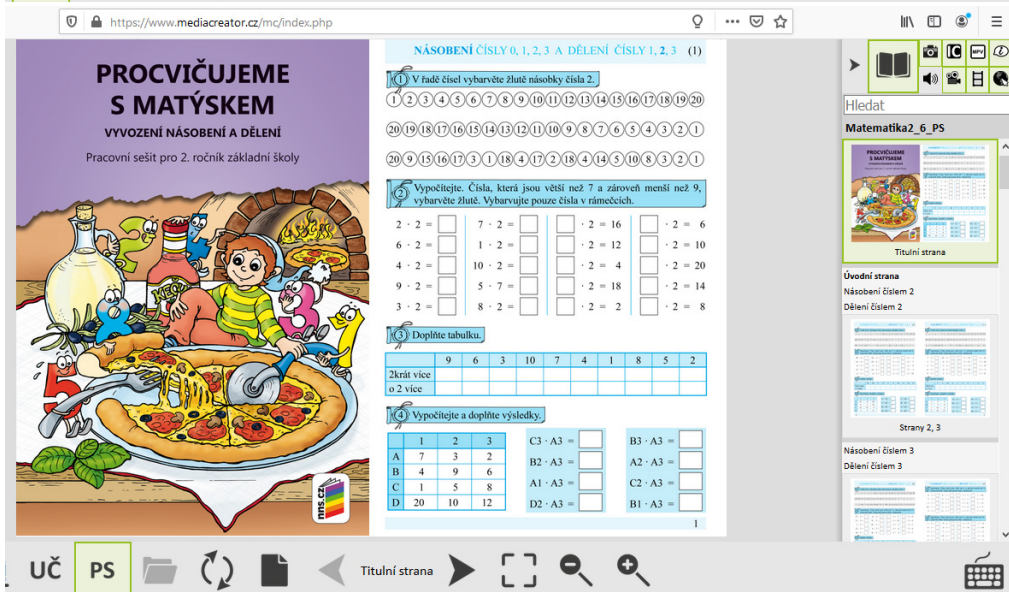 https://www.mediacreator.cz/mc/index.php
PROCVIČUJEME
S MATÝSKEM
VYVOZENÍ NÁSOBENÍ A DĚLENÍ
Pracovní sešit pro 2. ročník základní školy
KEČUP
nns.cz
NÁSOBENÍ ČÍSLY 0, 1, 2, 3 A DĚLENÍ ČÍSLY 1, 2, 3 (1)
1 V řadě čísel vybarvěte žlutě násobky čísla 2.
1 2 3 4 5 6 7 8 9 10 11 12 13 14 15 16 17 18 19 20
20 19 18 17 16 15 14 13 12 11 10 9 8 7 6 5 4 3 2 1
20 9 15 16 17 3 1 18 4 17 2 18 4 14 5 10 8 3 2 1
2 Vypočítejte. Čísla, která jsou větší než 7 a zároveň menší než 9,
vybarvěte žlutě. Vybarvujte pouze čísla v rámečcích.
2 · 2 = 7 · 2 = · 2 = 16 · 2 = 6
6 · 2 = 1 · 2 = · 2 = 12 · 2 = 10
4 · 2 = 10 · 2 = · 2 = 4 · 2 = 20
9 · 2 = 5 · 7 = · 2 = 18 · 2 = 14
3 · 2 = 8 · 2 = · 2 = 2 · 2 = 8
3 Doplňte tabulku.
9 6 3 10 7 4 1 8 5 2
2krát více
o 2 více
4 Vypočítejte a doplňte výsledky.
1 2 3
A 7 3 2
B 4 9 6
C 1 5 8
D 20 10 12
C3 · A3 = B3 · A3 =
B2 · A3 = A2 · A3 =
A1 · A3 = C2 · A3 =
D2 · A3 = B1 · A3 =
1
Hledat
Matematika2_6_PS
Titulní strana
Úvodní strana
Násobení číslem 2
Dělení číslem 2
Strany 2, 3
Násobení číslem 3
Dělení číslem 3
UČ
PS
Titulní strana